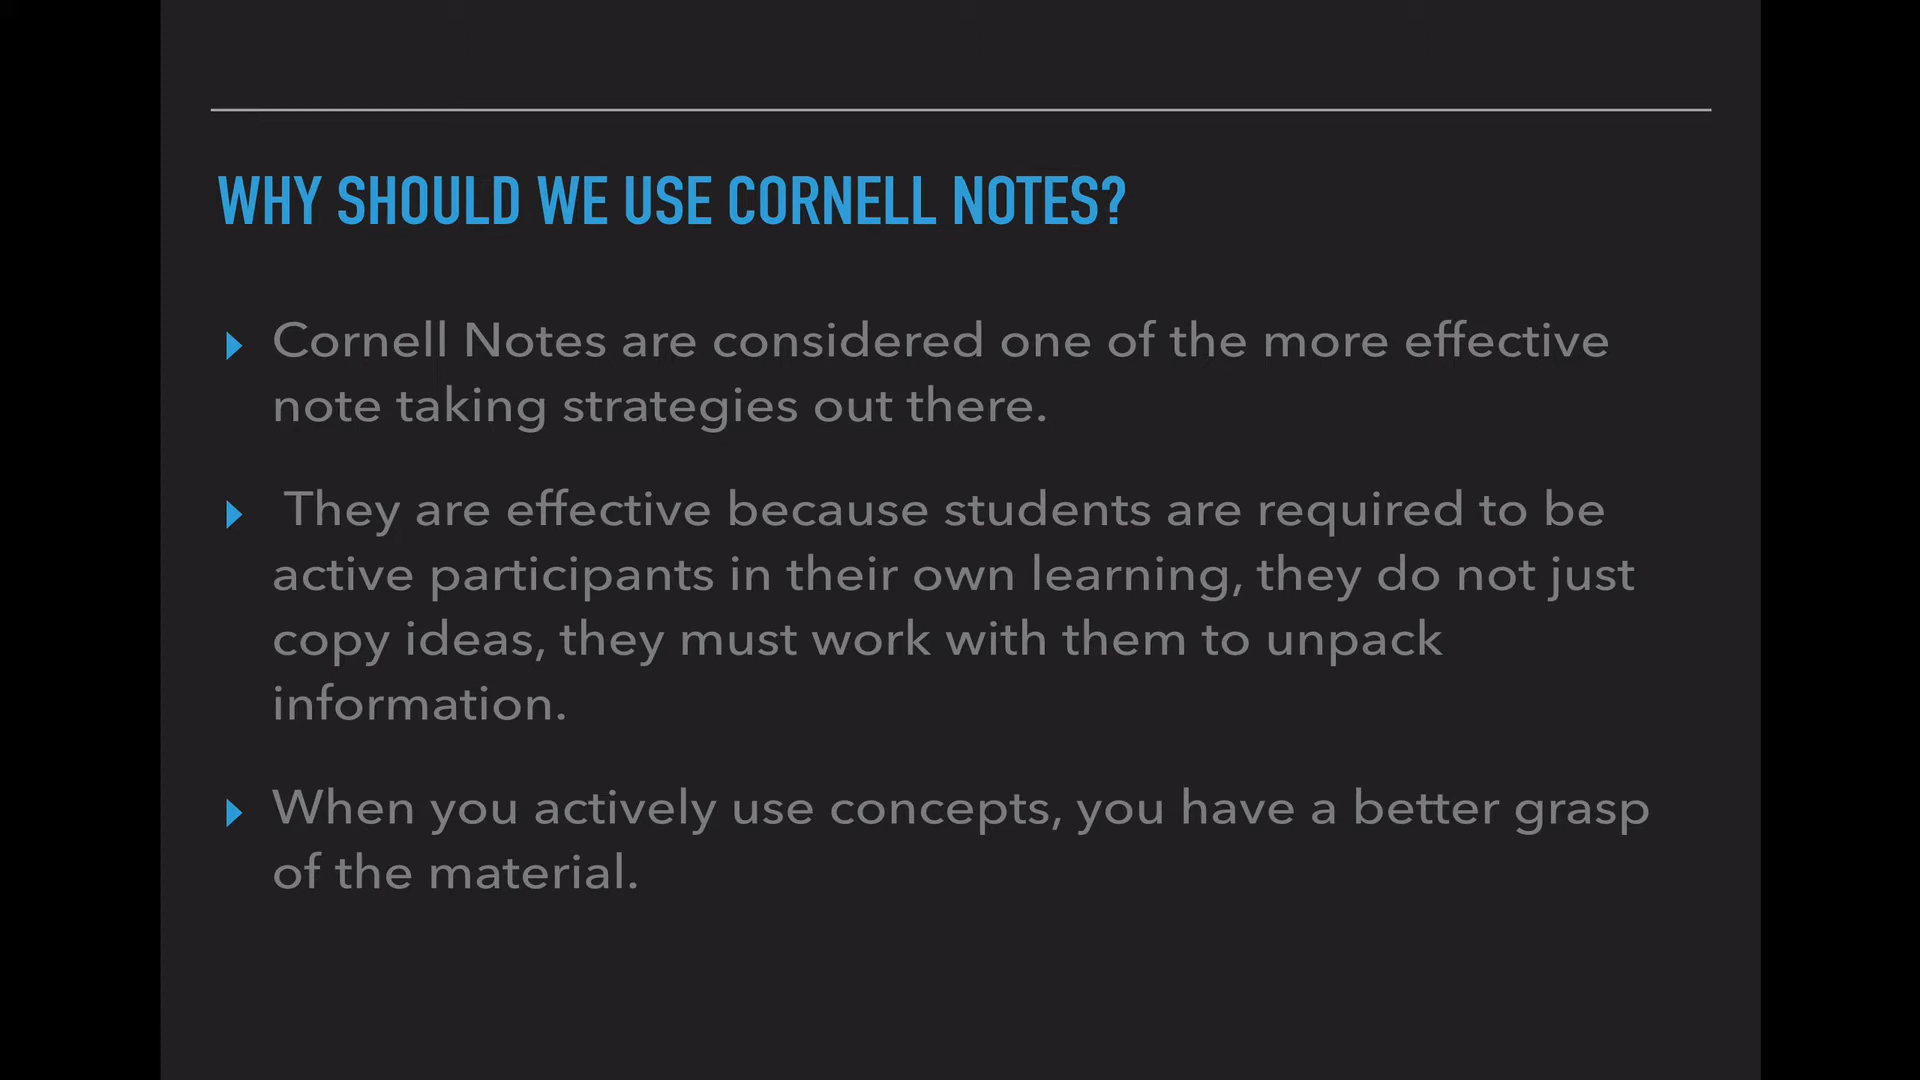 WHY SHOULD WE USE CORNELL NOTES?
Cornell Notes are considered one of the more effective
note taking strategies out there.
They are effective because students are required to be
active participants in their own learning, they do not just
copy ideas, they must work with them to unpack
information.
When you actively use concepts, you have a better grasp
of the material.